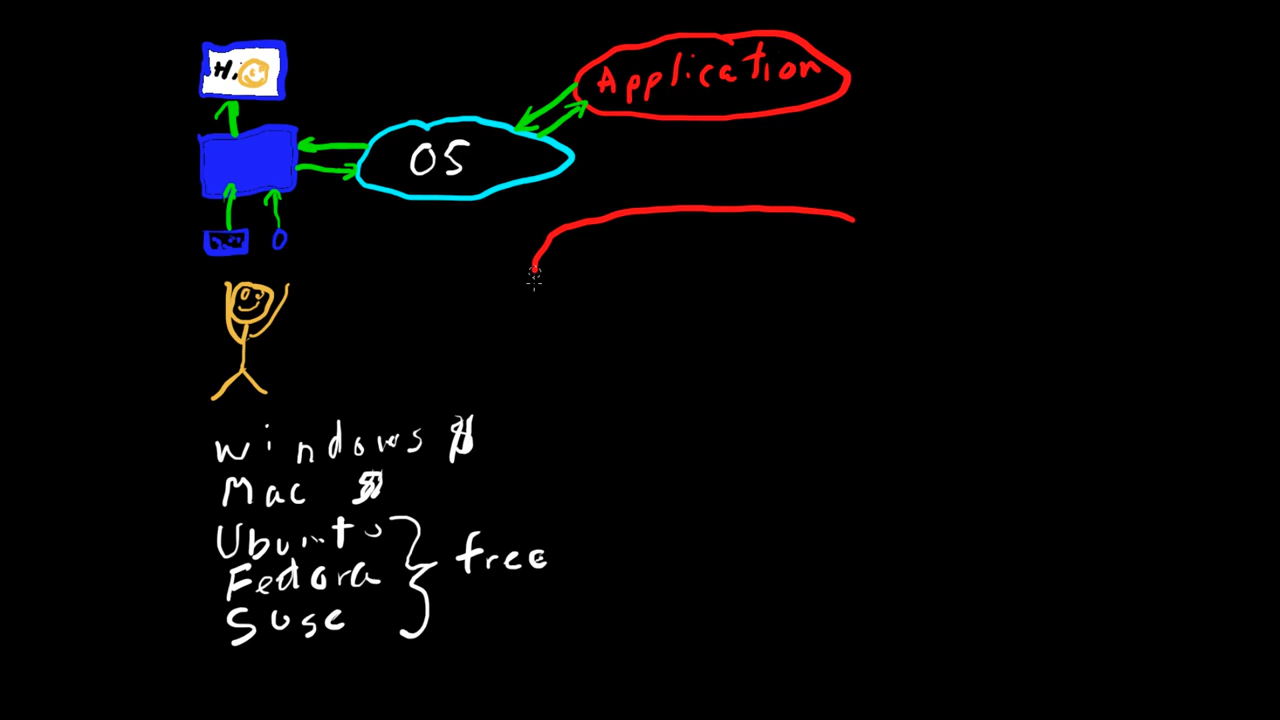 Hi
Application
OS
Windows $
Mac $
Ubuntu
free
Fedora
Suse